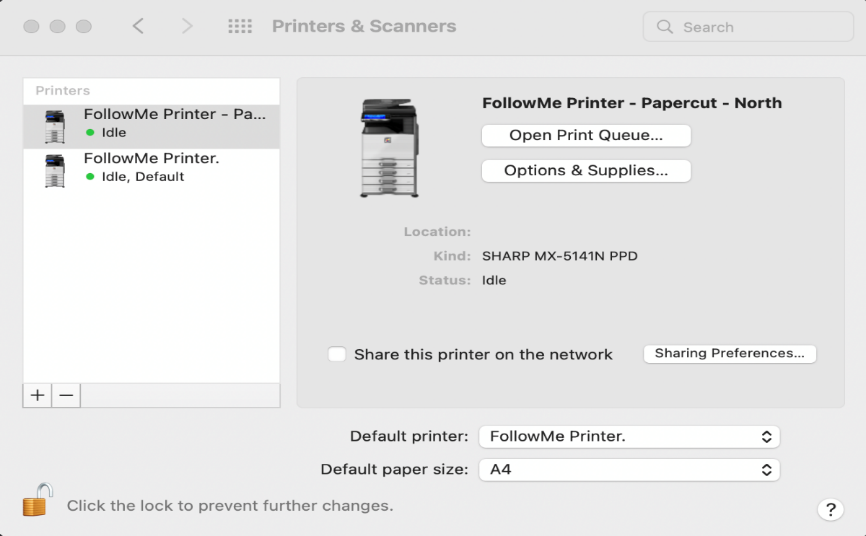 Printers & Scanners
Search
Printers
FollowMe Printer - Pa...
Idle
FollowMe Printer.
Idle, Default
+ −
FollowMe Printer - Papercut - North
Open Print Queue...
Options & Supplies...
Location:
Kind: SHARP MX-5141N PPD
Status: Idle
Share this printer on the network
Sharing Preferences...
Default printer: FollowMe Printer.
Default paper size: A4
Click the lock to prevent further changes.
?